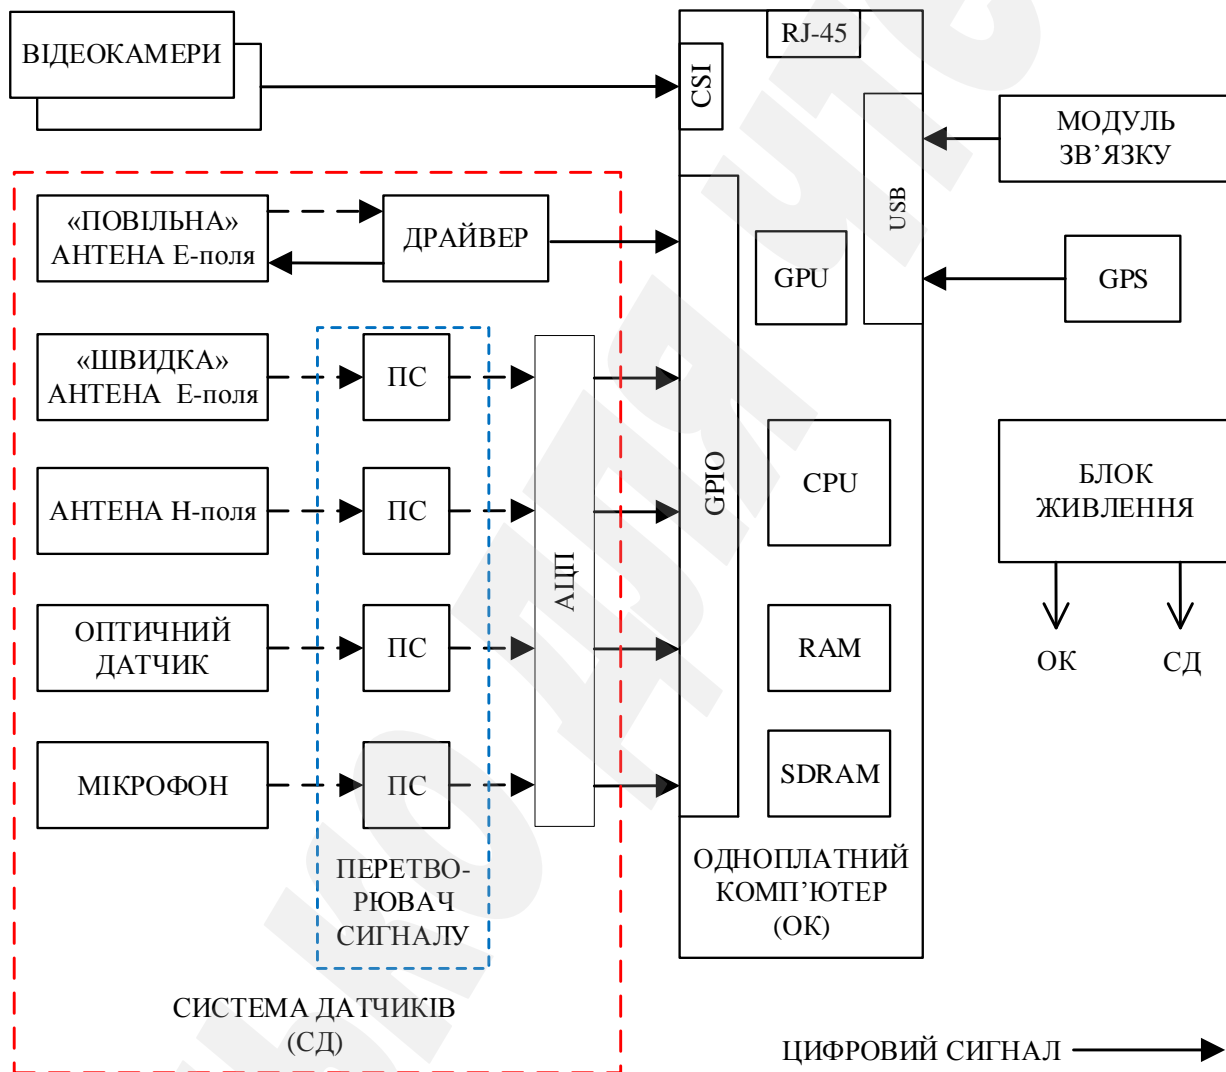 ВІДЕОКАМЕРИ
RJ-45
CSI
МОДУЛЬ
ЗВ’ЯЗКУ
USB
«ПОВІЛЬНА»
АНТЕНА Е-поля
ДРАЙВЕР
GPU
GPS
«ШВИДКА»
АНТЕНА Е-поля
ПС
GPIO
АНТЕНА Н-поля
ПС
CPU
БЛОК
ЖИВЛЕННЯ
АЦП
ОПТИЧНИЙ
ДАТЧИК
ПС
RAM
ОК
СД
МІКРОФОН
ПС
SDRAM
ПЕРЕТВО-
РЮВАЧ
СИГНАЛУ
ОДНОПЛАТНИЙ
КОМП’ЮТЕР
(ОК)
СИСТЕМА ДАТЧИКІВ
(СД)
ЦИФРОВИЙ СИГНАЛ